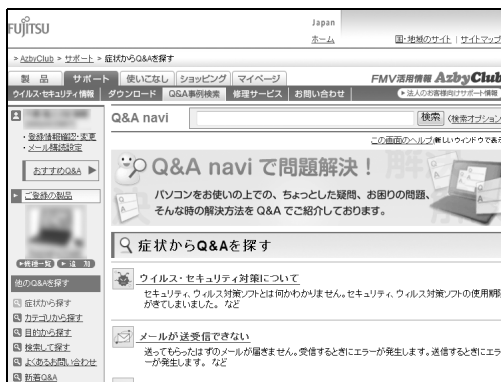 FUJITSU
Japan
ホーム
国・地域のサイト | サイトマップ
> AzbyClub > サポート > 症状からQ&Aを探す
製 品 サポート 使いこなし ショッピング マイページ
FMV活用情報 AzbyClub
ウイルス・セキュリティ情報 ダウンロード Q&A事例検索 修理サービス お問い合わせ
法人のお客様向けサポート情報
Q&A navi
検索 (検索オプション
・登録情報確認・変更
・メール購読設定
この画面のヘルプ(新しいウィンドウで表示
おすすめQ&A
Q&A navi で問題解決！
ご登録の製品
パソコンをお使いの上での、ちょっとした疑問、お困りの問題、
そんな時の解決方法を Q&A でご紹介しております。
症状からQ&Aを探す
機種一覧 追 加
他のQ&Aを探す
症状から探す
カテゴリから探す
目的から探す
検索して探す
よくあるお問い合わせ
新着Q&A
ウイルス・セキュリティ対策について
セキュリティ、ウィルス対策ソフトとは何かわかりません。セキュリティ、ウィルス対策ソフトの使用期限
がきてしまいました。 など
メールが送受信できない
送ってもらったはずのメールが届きません。受信するときにエラーが発生します。送信するときにエラ
ーが発生します。 など